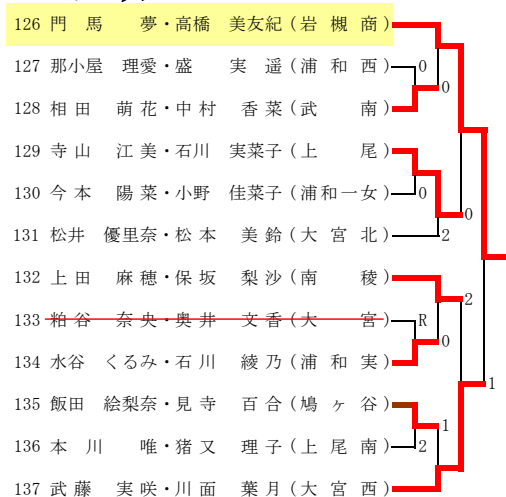 126 門馬 夢・高橋 美友紀(岩槻商)
127 那小屋 理愛・盛 実遥(浦和西) 0
0
128 相田 萌花・中村 香菜(武南)
129 寺山 江美・石川 実菜子(上尾)
130 今本 陽菜・小野 佳菜子(浦和一女) 0
0
131 松井 優里奈・松本 美鈴(大宮北) 2
132 上田 麻穂・保坂 梨沙(南稜)
2
133 粕谷 奈央・奥井 文香(大宮) R
0
134 水谷 くるみ・石川 綾乃(浦和実)
1
135 飯田 絵梨奈・見寺 百合(鳩ヶ谷)
1
136 本川 唯・猪又 理子(上尾南) 2
137 武藤 実咲・川面 葉月(大宮西)